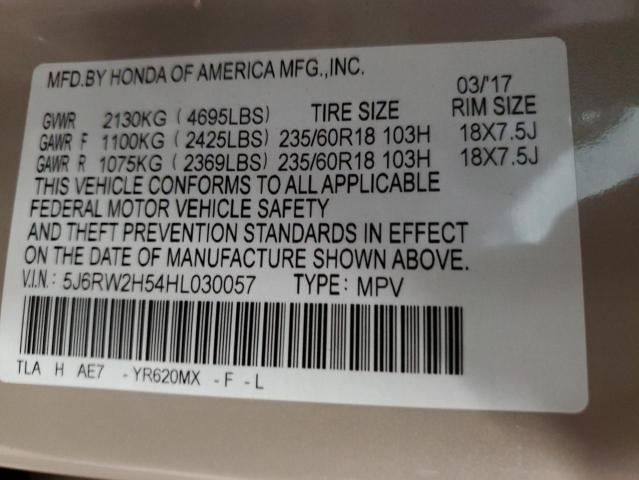 MFD.BY HONDA OF AMERICA MFG.,INC.
03/'17
GVWR 2130KG ( 4695LBS) TIRE SIZE RIM SIZE
GAWR F 1100KG ( 2425LBS) 235/60R18 103H 18X7.5J
GAWR R 1075KG ( 2369LBS) 235/60R18 103H 18X7.5J
THIS VEHICLE CONFORMS TO ALL APPLICABLE
FEDERAL MOTOR VEHICLE SAFETY
AND THEFT PREVENTION STANDARDS IN EFFECT
ON THE DATE OF MANUFACTURE SHOWN ABOVE.
V.I.N.: 5J6RW2H54HL030057 TYPE: MPV
TLA H AE7 -YR620MX -F -L